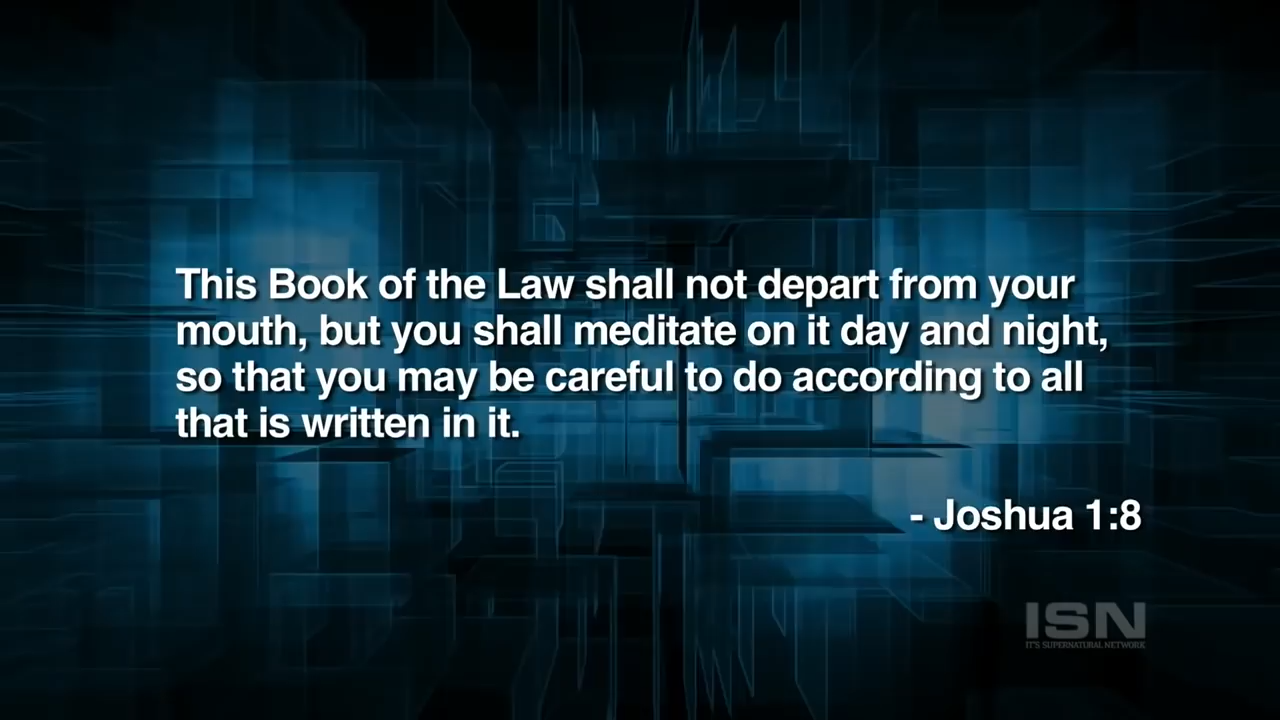 This Book of the Law shall not depart from your
mouth, but you shall meditate on it day and night,
so that you may be careful to do according to all
that is written in it.
- Joshua 1:8
ISN
IT'S SUPERNATURAL NETWORK